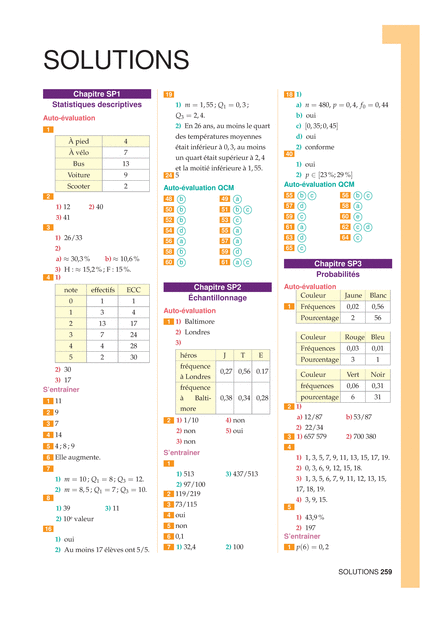 SOLUTIONS
Chapitre SP1
Statistiques descriptives
Auto-évaluation
1
À pied 4
À vélo 7
Bus 13
Voiture 9
Scooter 2
2
1) 12 2) 40
3) 41
3
1) 26/33
2)
a) ≈ 30,3 % b) ≈ 10,6 %
3) H : ≈ 15,2 % ; F : 15 %.
4 1)
note effectifs ECC
0 1 1
1 3 4
2 13 17
3 7 24
4 4 28
5 2 30
2) 30
3) 17
S'entraîner
1 11
2 9
3 7
4 14
5 4 ; 8 ; 9
6 Elle augmente.
7
1) m = 10 ; Q1 = 8 ; Q3 = 12.
2) m = 8, 5 ; Q1 = 7 ; Q3 = 10.
8
1) 39 3) 11
2) 10⁶ valeur
16
1) oui
2) Au moins 17 élèves ont 5/5.
19
1) m = 1, 55 ; Q1 = 0, 3 ;
Q3 = 2, 4.
2) En 26 ans, au moins le quart
des températures moyennes
était inférieur à 0, 3, au moins
un quart était supérieur à 2, 4
et la moitié inférieure à 1, 55.
24 5
Auto-évaluation QCM
48 b 49 a
50 b 51 b c
52 b 53 c
54 d 55 a
56 a 57 a
58 b 59 d
60 b 61 a c
Chapitre SP2
Échantillonnage
Auto-évaluation
1 1) Baltimore
2) Londres
3)
héros J T E
fréquence
à Londres 0,27 0,56 0.17
fréquence
à Balti-
more 0,38 0,34 0,28
2 1) 1/10 4) non
2) non 5) oui
3) non
S'entraîner
1
1) 513 3) 437/513
2) 97/100
2 119/219
3 73/115
4 oui
5 non
6 0,1
7 1) 32,4 2) 100
18 1)
a) n = 480, p = 0, 4, f0 = 0, 44
b) oui
c) [0, 35; 0, 45]
d) oui
2) conforme
40
1) oui
2) p ∈ [23 %; 29 %]
Auto-évaluation QCM
55 b c 56 b c
57 d 58 a
59 c 60 e
61 a 62 c d
63 d 64 c
65 c
Chapitre SP3
Probabilités
Auto-évaluation
1
Couleur Jaune Blanc
Fréquences 0,02 0,56
Pourcentage 2 56
Couleur Rouge Bleu
Fréquences 0,03 0,01
Pourcentage 3 1
Couleur Vert Noir
fréquences 0,06 0,31
pourcentage 6 31
2 1)
a) 12/87 b) 53/87
2) 22/34
3 1) 657 579 2) 700 380
4
1) 1, 3, 5, 7, 9, 11, 13, 15, 17, 19.
2) 0, 3, 6, 9, 12, 15, 18.
3) 1, 3, 5, 6, 7, 9, 11, 12, 13, 15,
17, 18, 19.
4) 3, 9, 15.
5
1) 43,9 %
2) 197
S'entraîner
1 p(6) = 0, 2
SOLUTIONS 259